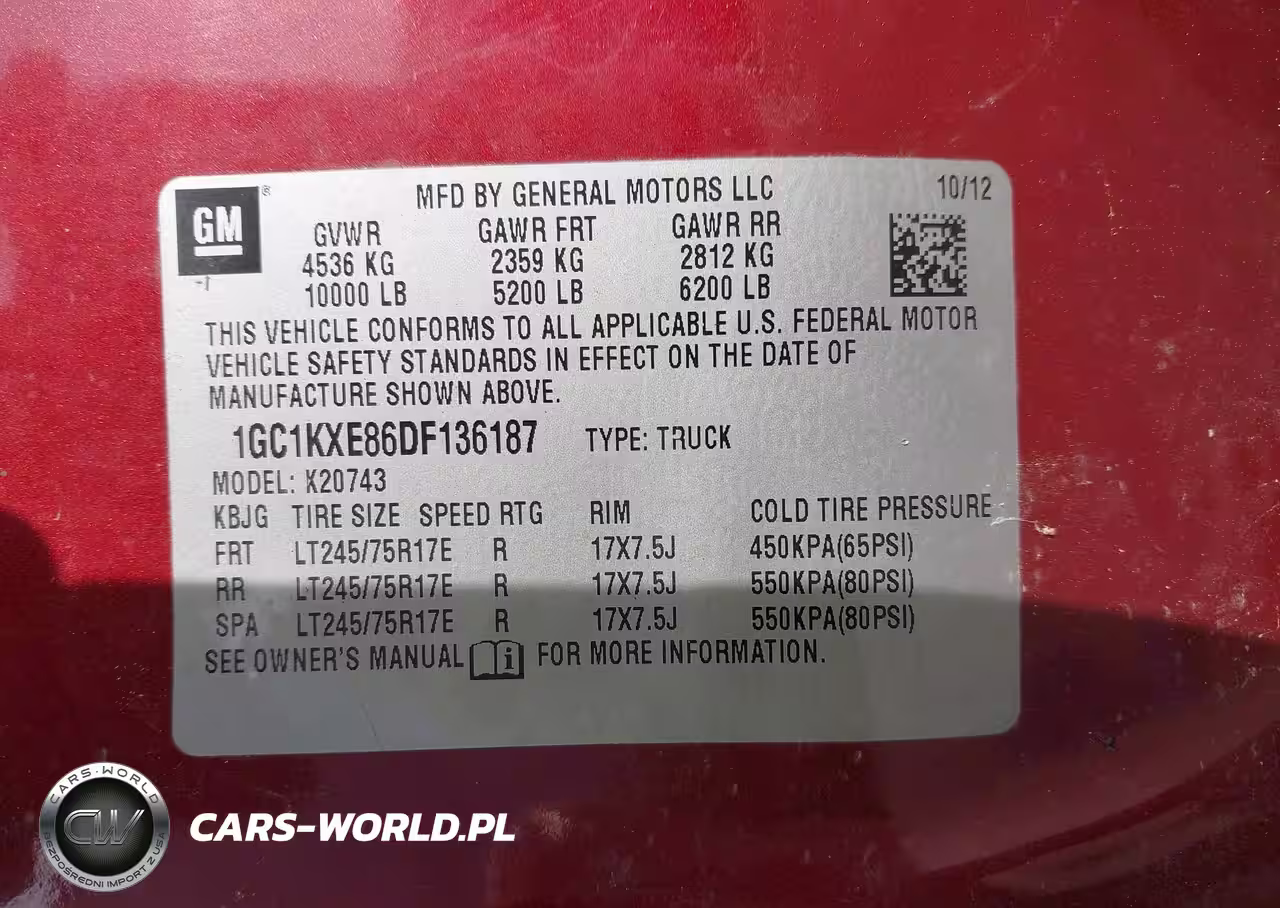 GM ®
MFD BY GENERAL MOTORS LLC 10/12
GVWR GAWR FRT GAWR RR
4536 KG 2359 KG 2812 KG
-1 10000 LB 5200 LB 6200 LB
THIS VEHICLE CONFORMS TO ALL APPLICABLE U.S. FEDERAL MOTOR
VEHICLE SAFETY STANDARDS IN EFFECT ON THE DATE OF
MANUFACTURE SHOWN ABOVE.
1GC1KXE86DF136187 TYPE: TRUCK
MODEL: K20743
KBJG TIRE SIZE SPEED RTG RIM COLD TIRE PRESSURE
FRT LT245/75R17E R 17X7.5J 450KPA(65PSI)
RR LT245/75R17E R 17X7.5J 550KPA(80PSI)
SPA LT245/75R17E R 17X7.5J 550KPA(80PSI)
SEE OWNER'S MANUAL i FOR MORE INFORMATION.
CARS-WORLD
CW
BEZPOŚREDNI IMPORT Z USA
CARS-WORLD.PL